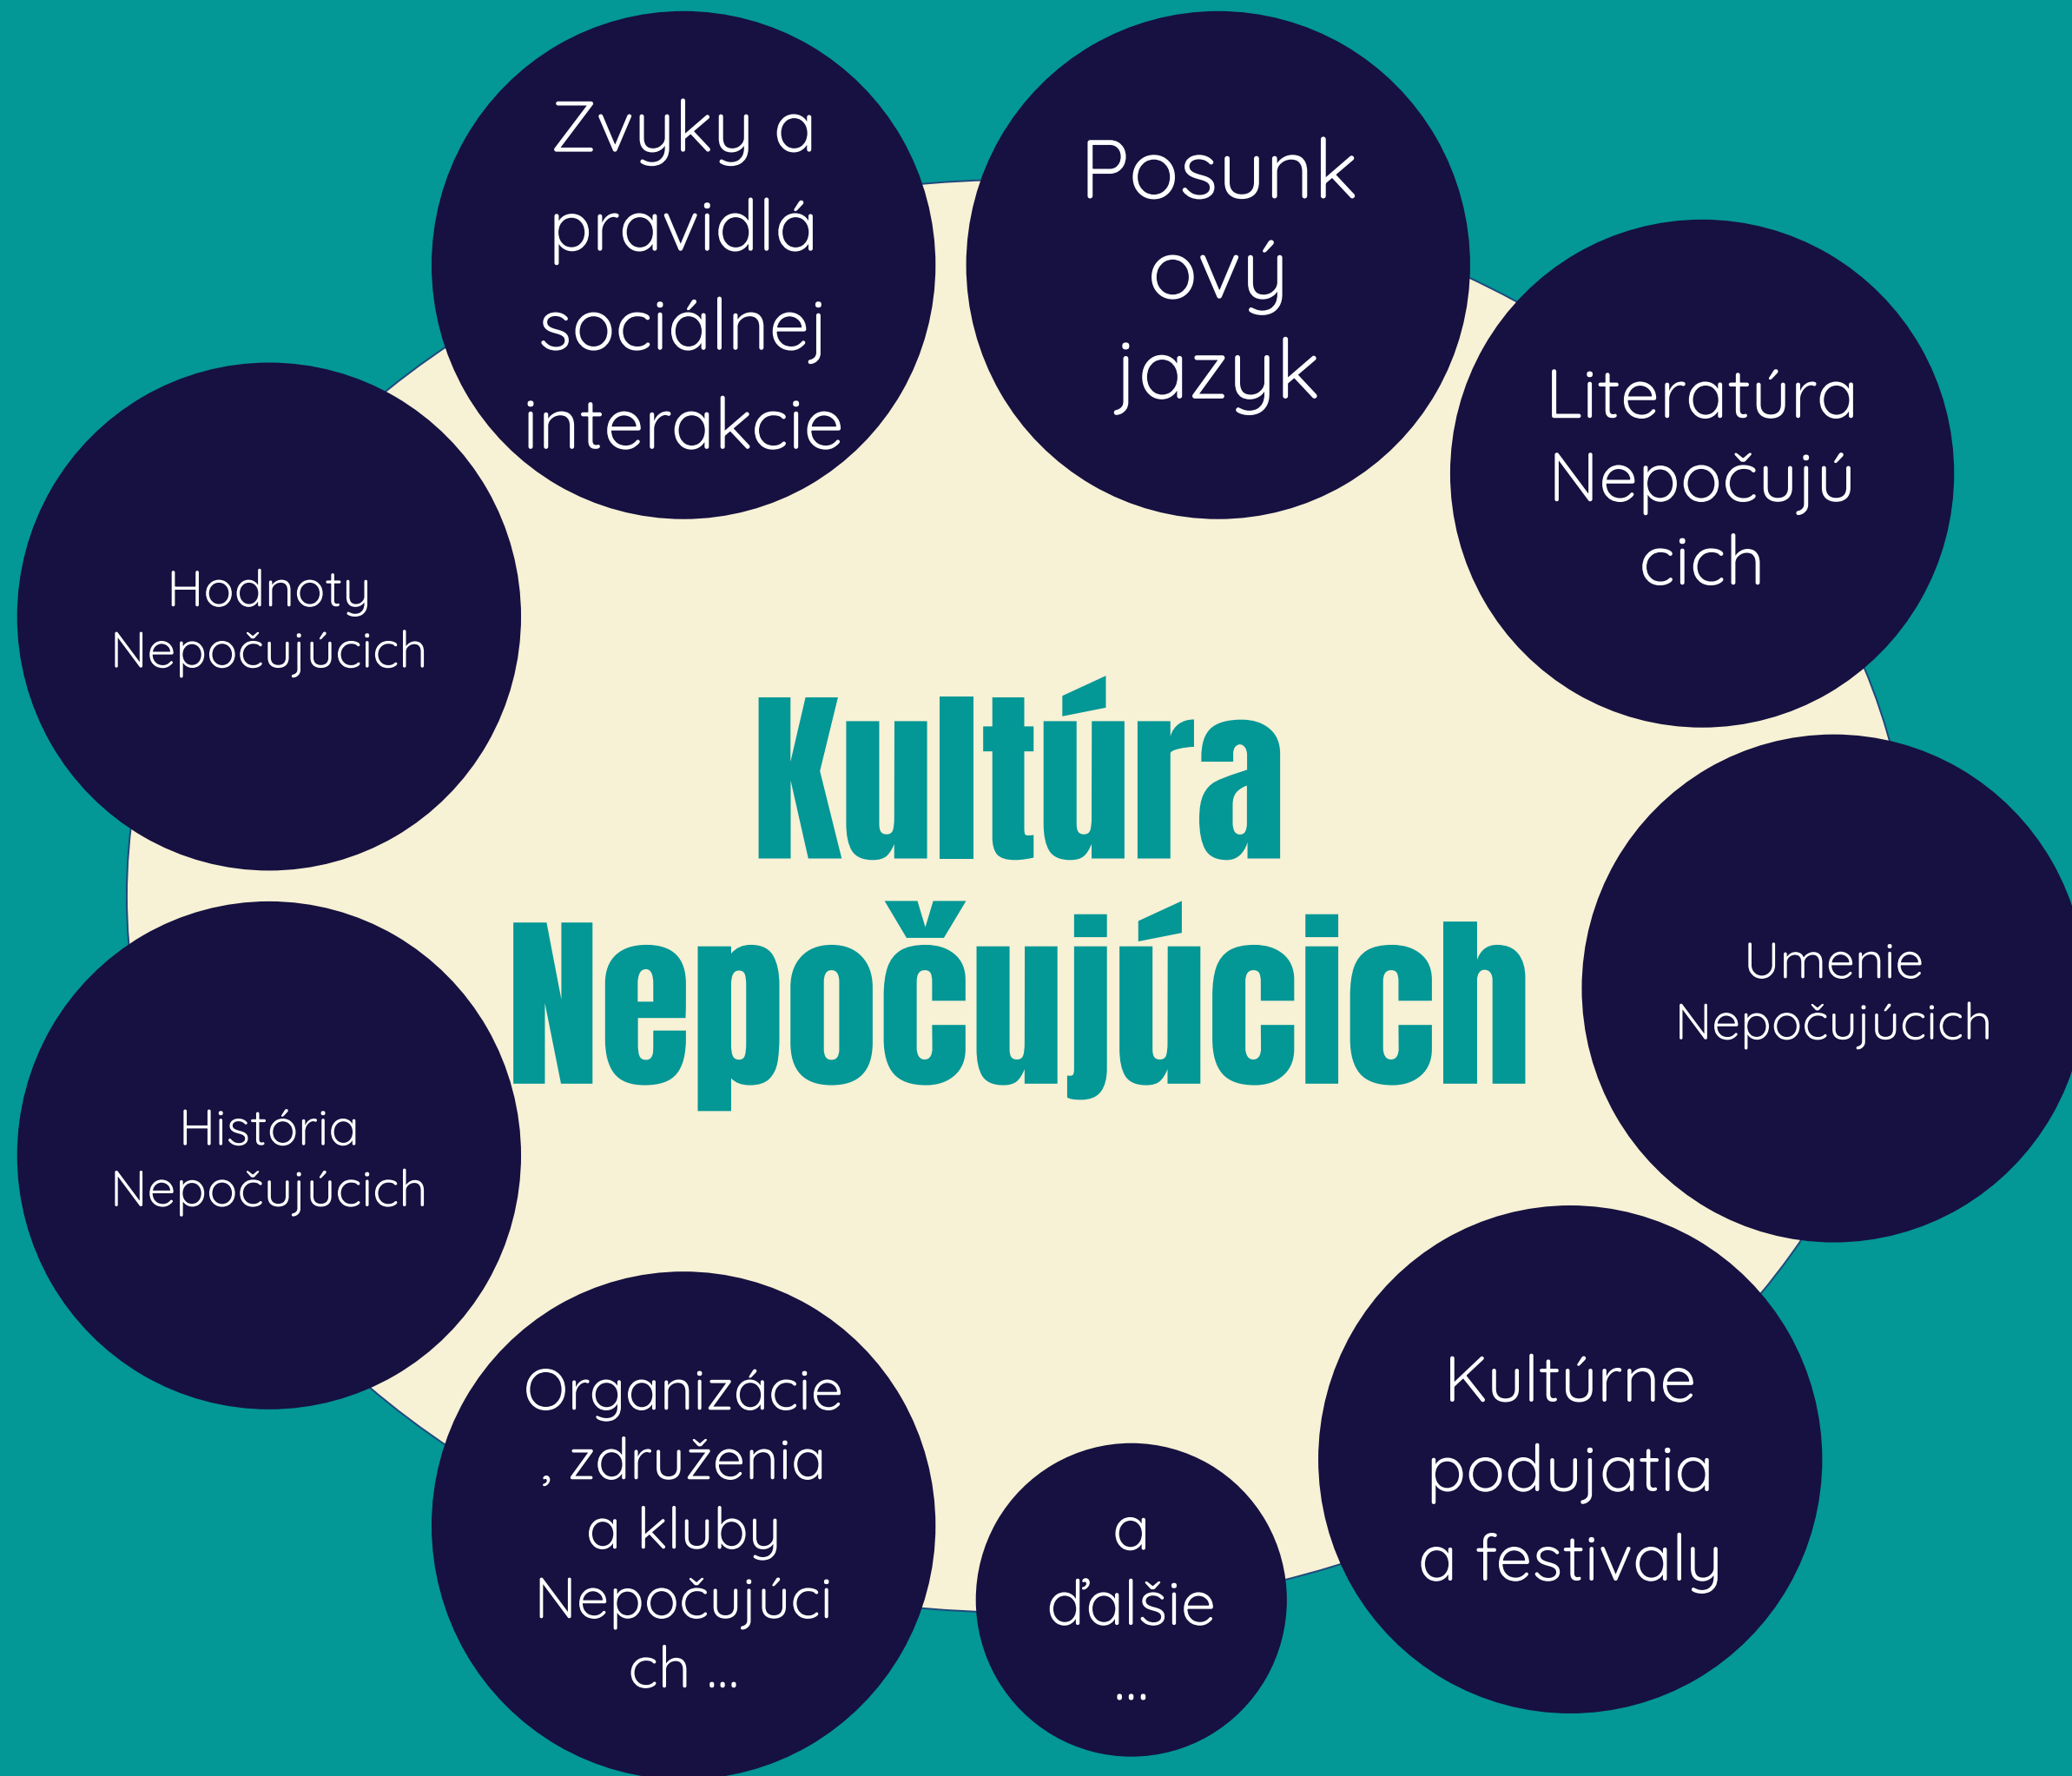 Zvuky a
pravidlá
sociálnej
interakcie
Posunk
ový
jazyk
Literatúra
Nepočujú
cich
Hodnoty
Nepočujúcich
Kultúra
Nepočujúcich
Umenie
Nepočujúcich
História
Nepočujúcich
Kultúrne
podujatia
a festivaly
Organizácie
, združenia
a kluby
Nepočujúci
ch ...
a
ďalšie
...